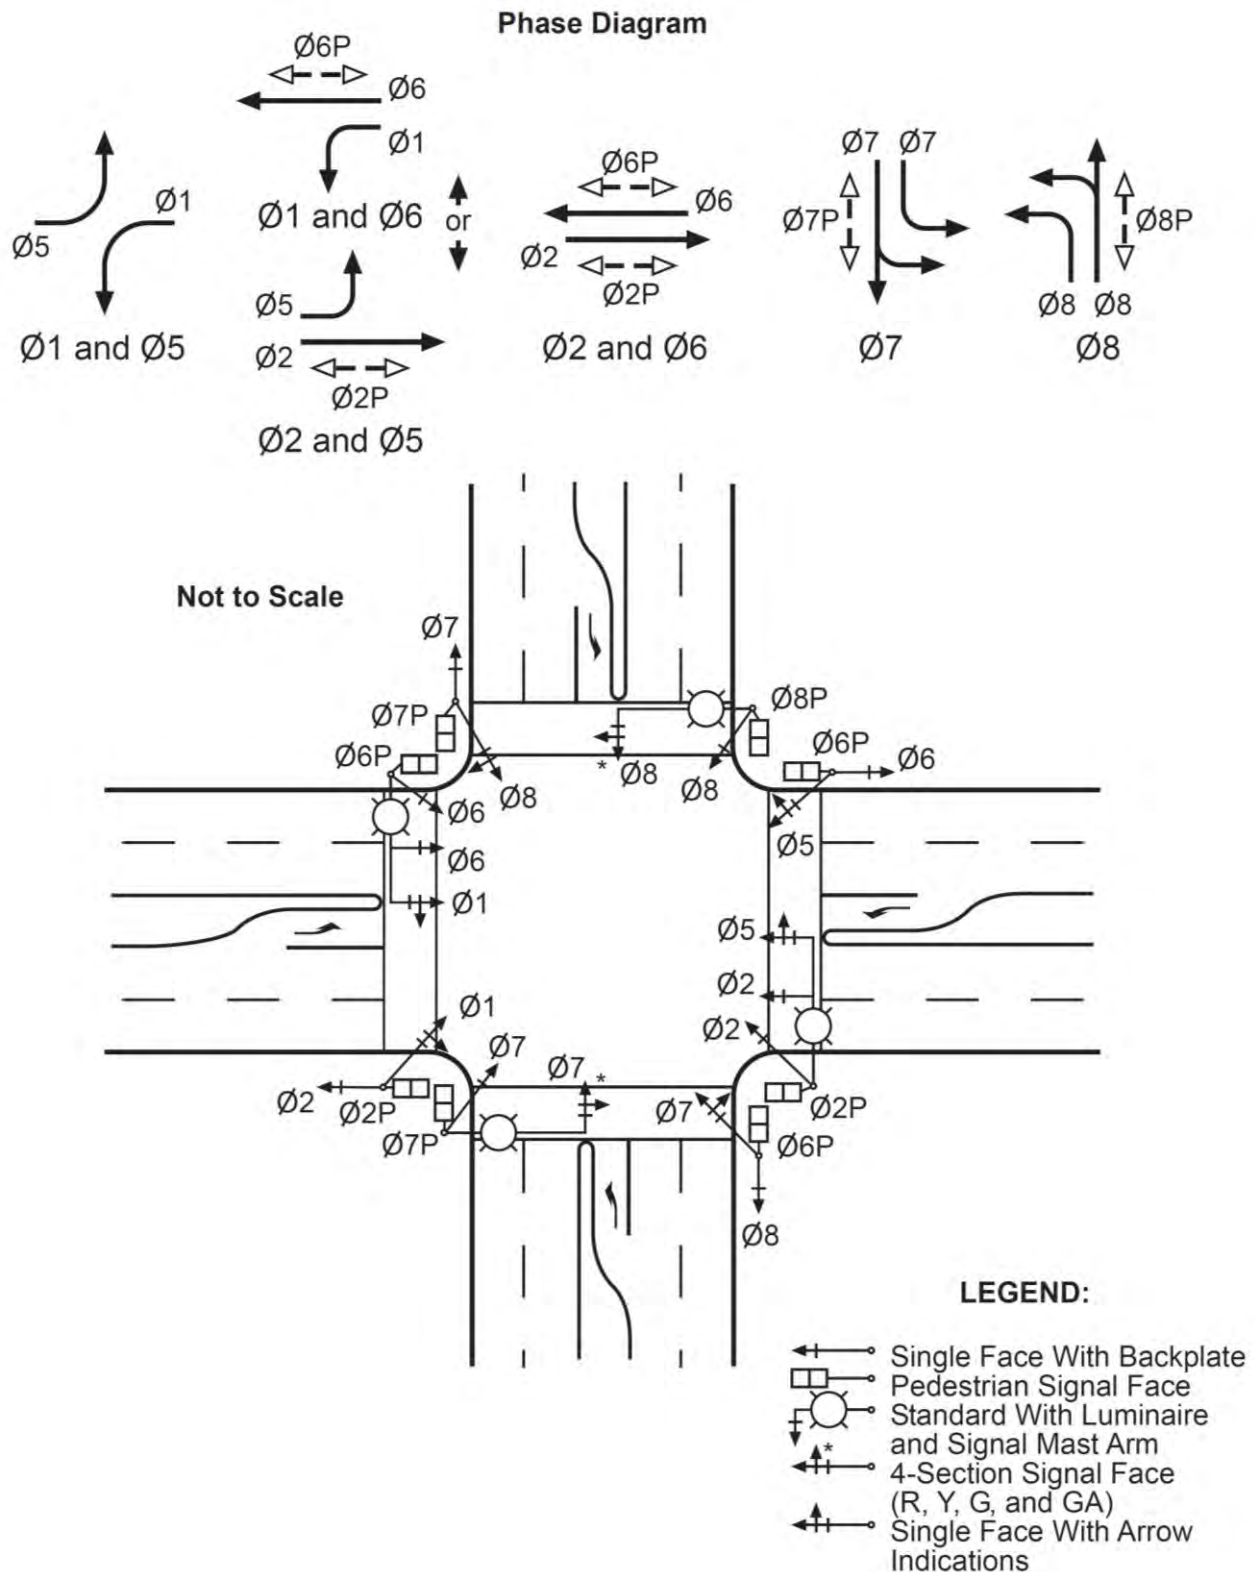 Phase Diagram
Ø6P
Ø6
Ø1
Ø1 and Ø6
Ø1
Ø5
Ø1 and Ø5
or
Ø5
Ø2
Ø2P
Ø2 and Ø5
Ø6P
Ø6
Ø2
Ø2P
Ø2 and Ø6
Ø7 Ø7
Ø7P
Ø7
Ø8P
Ø8 Ø8
Ø8
Not to Scale
Ø7
Ø7P
Ø8P
Ø6P
Ø6P
Ø6
* Ø8
Ø8
Ø8
Ø6
Ø5
Ø6
Ø1
Ø5
Ø2
Ø1
Ø2
Ø7
Ø7 *
Ø7
Ø2
Ø2P
Ø2P
Ø7P
Ø6P
Ø8
LEGEND:
Single Face With Backplate
Pedestrian Signal Face
Standard With Luminaire
and Signal Mast Arm
*
4-Section Signal Face
(R, Y, G, and GA)
Single Face With Arrow
Indications